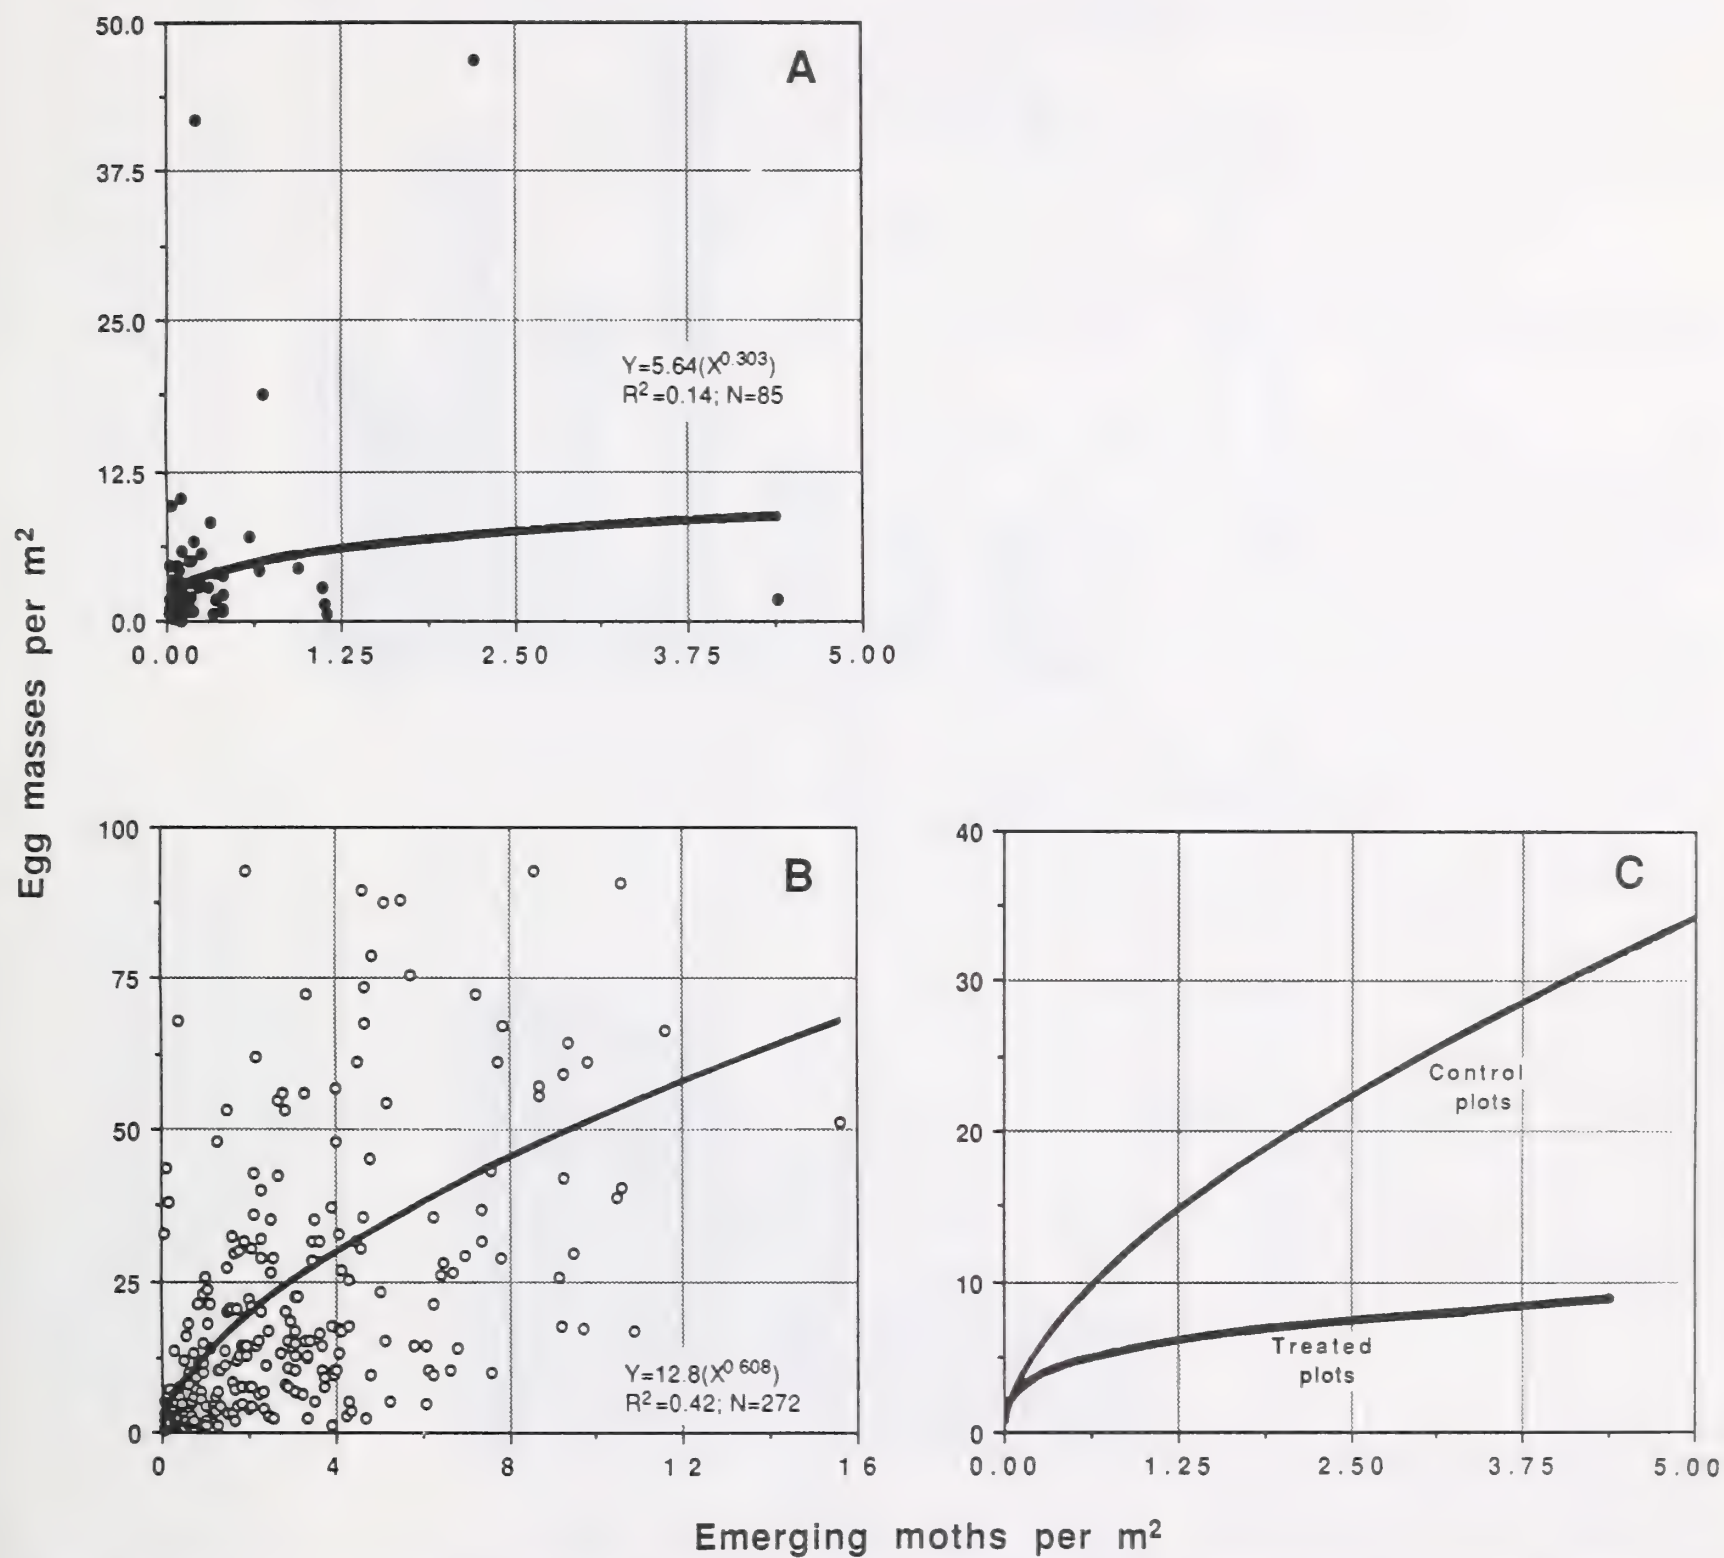 Egg masses per m²
50.0
37.5
25.0
12.5
0.0
A
Y=5.64(X^0.303)
R²=0.14; N=85
0.00 1.25 2.50 3.75 5.00
100
75
50
25
0
B
Y=12.8(X^0.608)
R²=0.42; N=272
0 4 8 12 16
40
30
20
10
0
C
Control
plots
Treated
plots
0.00 1.25 2.50 3.75 5.00
Emerging moths per m²